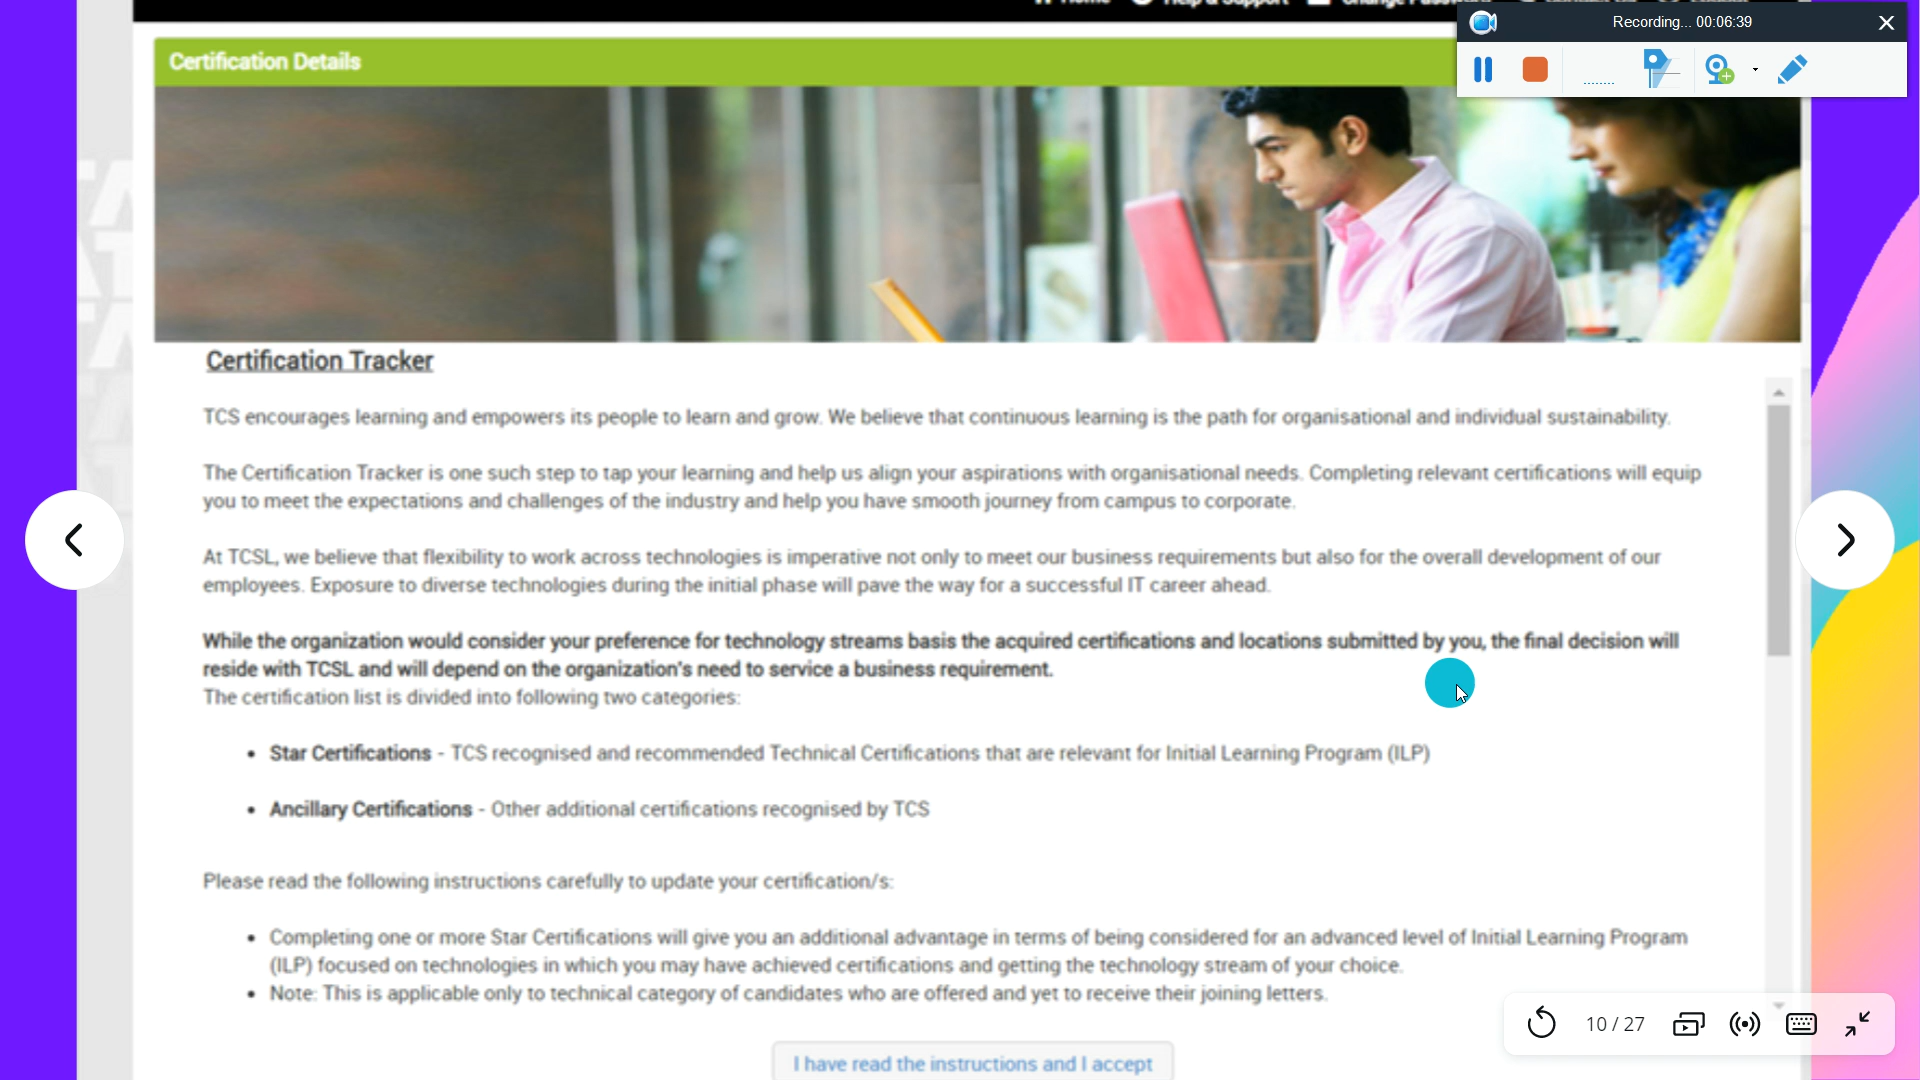 Home Help & Support Change Password
Recording... 00:06:39
Certification Details
Certification Tracker
TCS encourages learning and empowers its people to learn and grow. We believe that continuous learning is the path for organisational and individual sustainability.
The Certification Tracker is one such step to tap your learning and help us align your aspirations with organisational needs. Completing relevant certifications will equip
you to meet the expectations and challenges of the industry and help you have smooth journey from campus to corporate.
At TCSL, we believe that flexibility to work across technologies is imperative not only to meet our business requirements but also for the overall development of our
employees. Exposure to diverse technologies during the initial phase will pave the way for a successful IT career ahead.
While the organization would consider your preference for technology streams basis the acquired certifications and locations submitted by you, the final decision will
reside with TCSL and will depend on the organization's need to service a business requirement.
The certification list is divided into following two categories:
• Star Certifications - TCS recognised and recommended Technical Certifications that are relevant for Initial Learning Program (ILP)
• Ancillary Certifications - Other additional certifications recognised by TCS
Please read the following instructions carefully to update your certification/s:
• Completing one or more Star Certifications will give you an additional advantage in terms of being considered for an advanced level of Initial Learning Program
(ILP) focused on technologies in which you may have achieved certifications and getting the technology stream of your choice.
• Note: This is applicable only to technical category of candidates who are offered and yet to receive their joining letters.
10 / 27
I have read the instructions and I accept